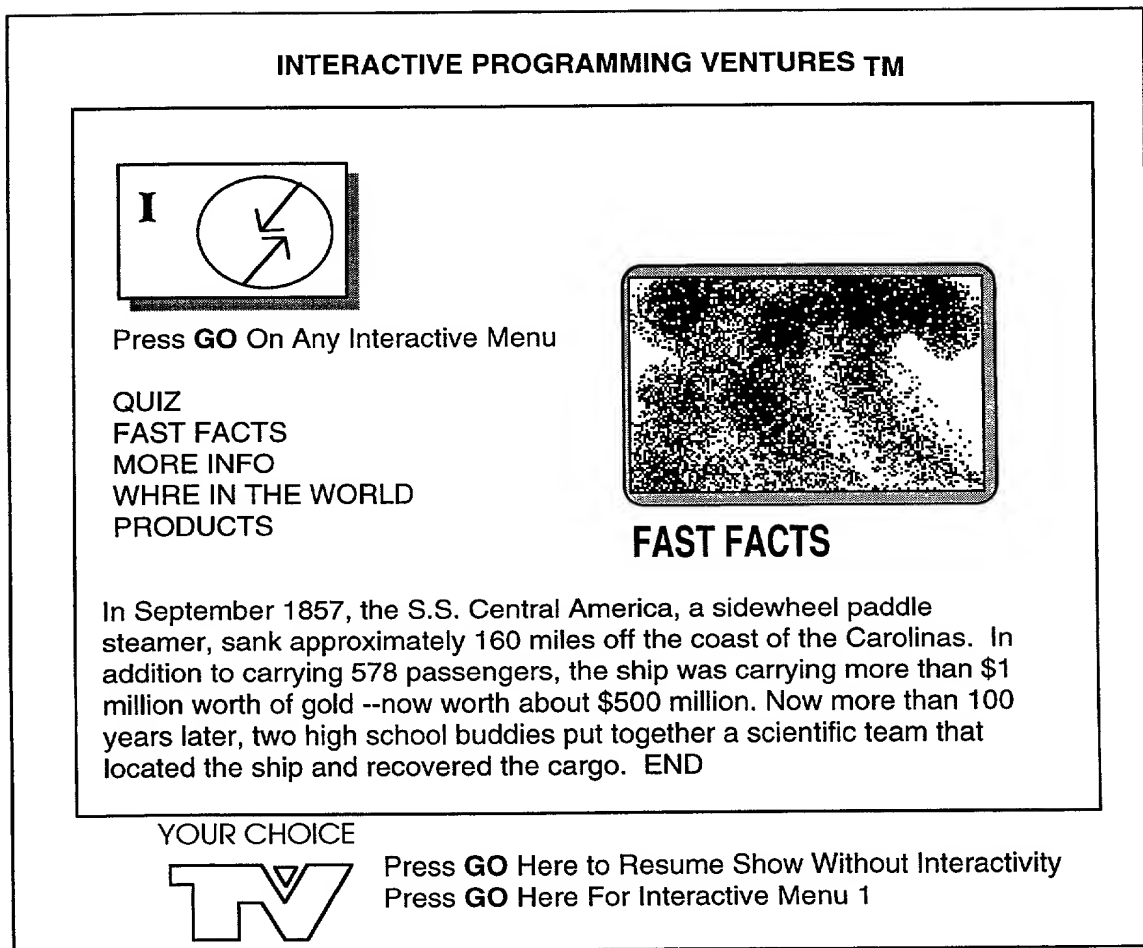 INTERACTIVE PROGRAMMING VENTURES TM
I
Press GO On Any Interactive Menu
QUIZ
FAST FACTS
MORE INFO
WHRE IN THE WORLD
PRODUCTS
FAST FACTS
In September 1857, the S.S. Central America, a sidewheel paddle
steamer, sank approximately 160 miles off the coast of the Carolinas. In
addition to carrying 578 passengers, the ship was carrying more than $1
million worth of gold --now worth about $500 million. Now more than 100
years later, two high school buddies put together a scientific team that
located the ship and recovered the cargo. END
YOUR CHOICE
TV
Press GO Here to Resume Show Without Interactivity
Press GO Here For Interactive Menu 1